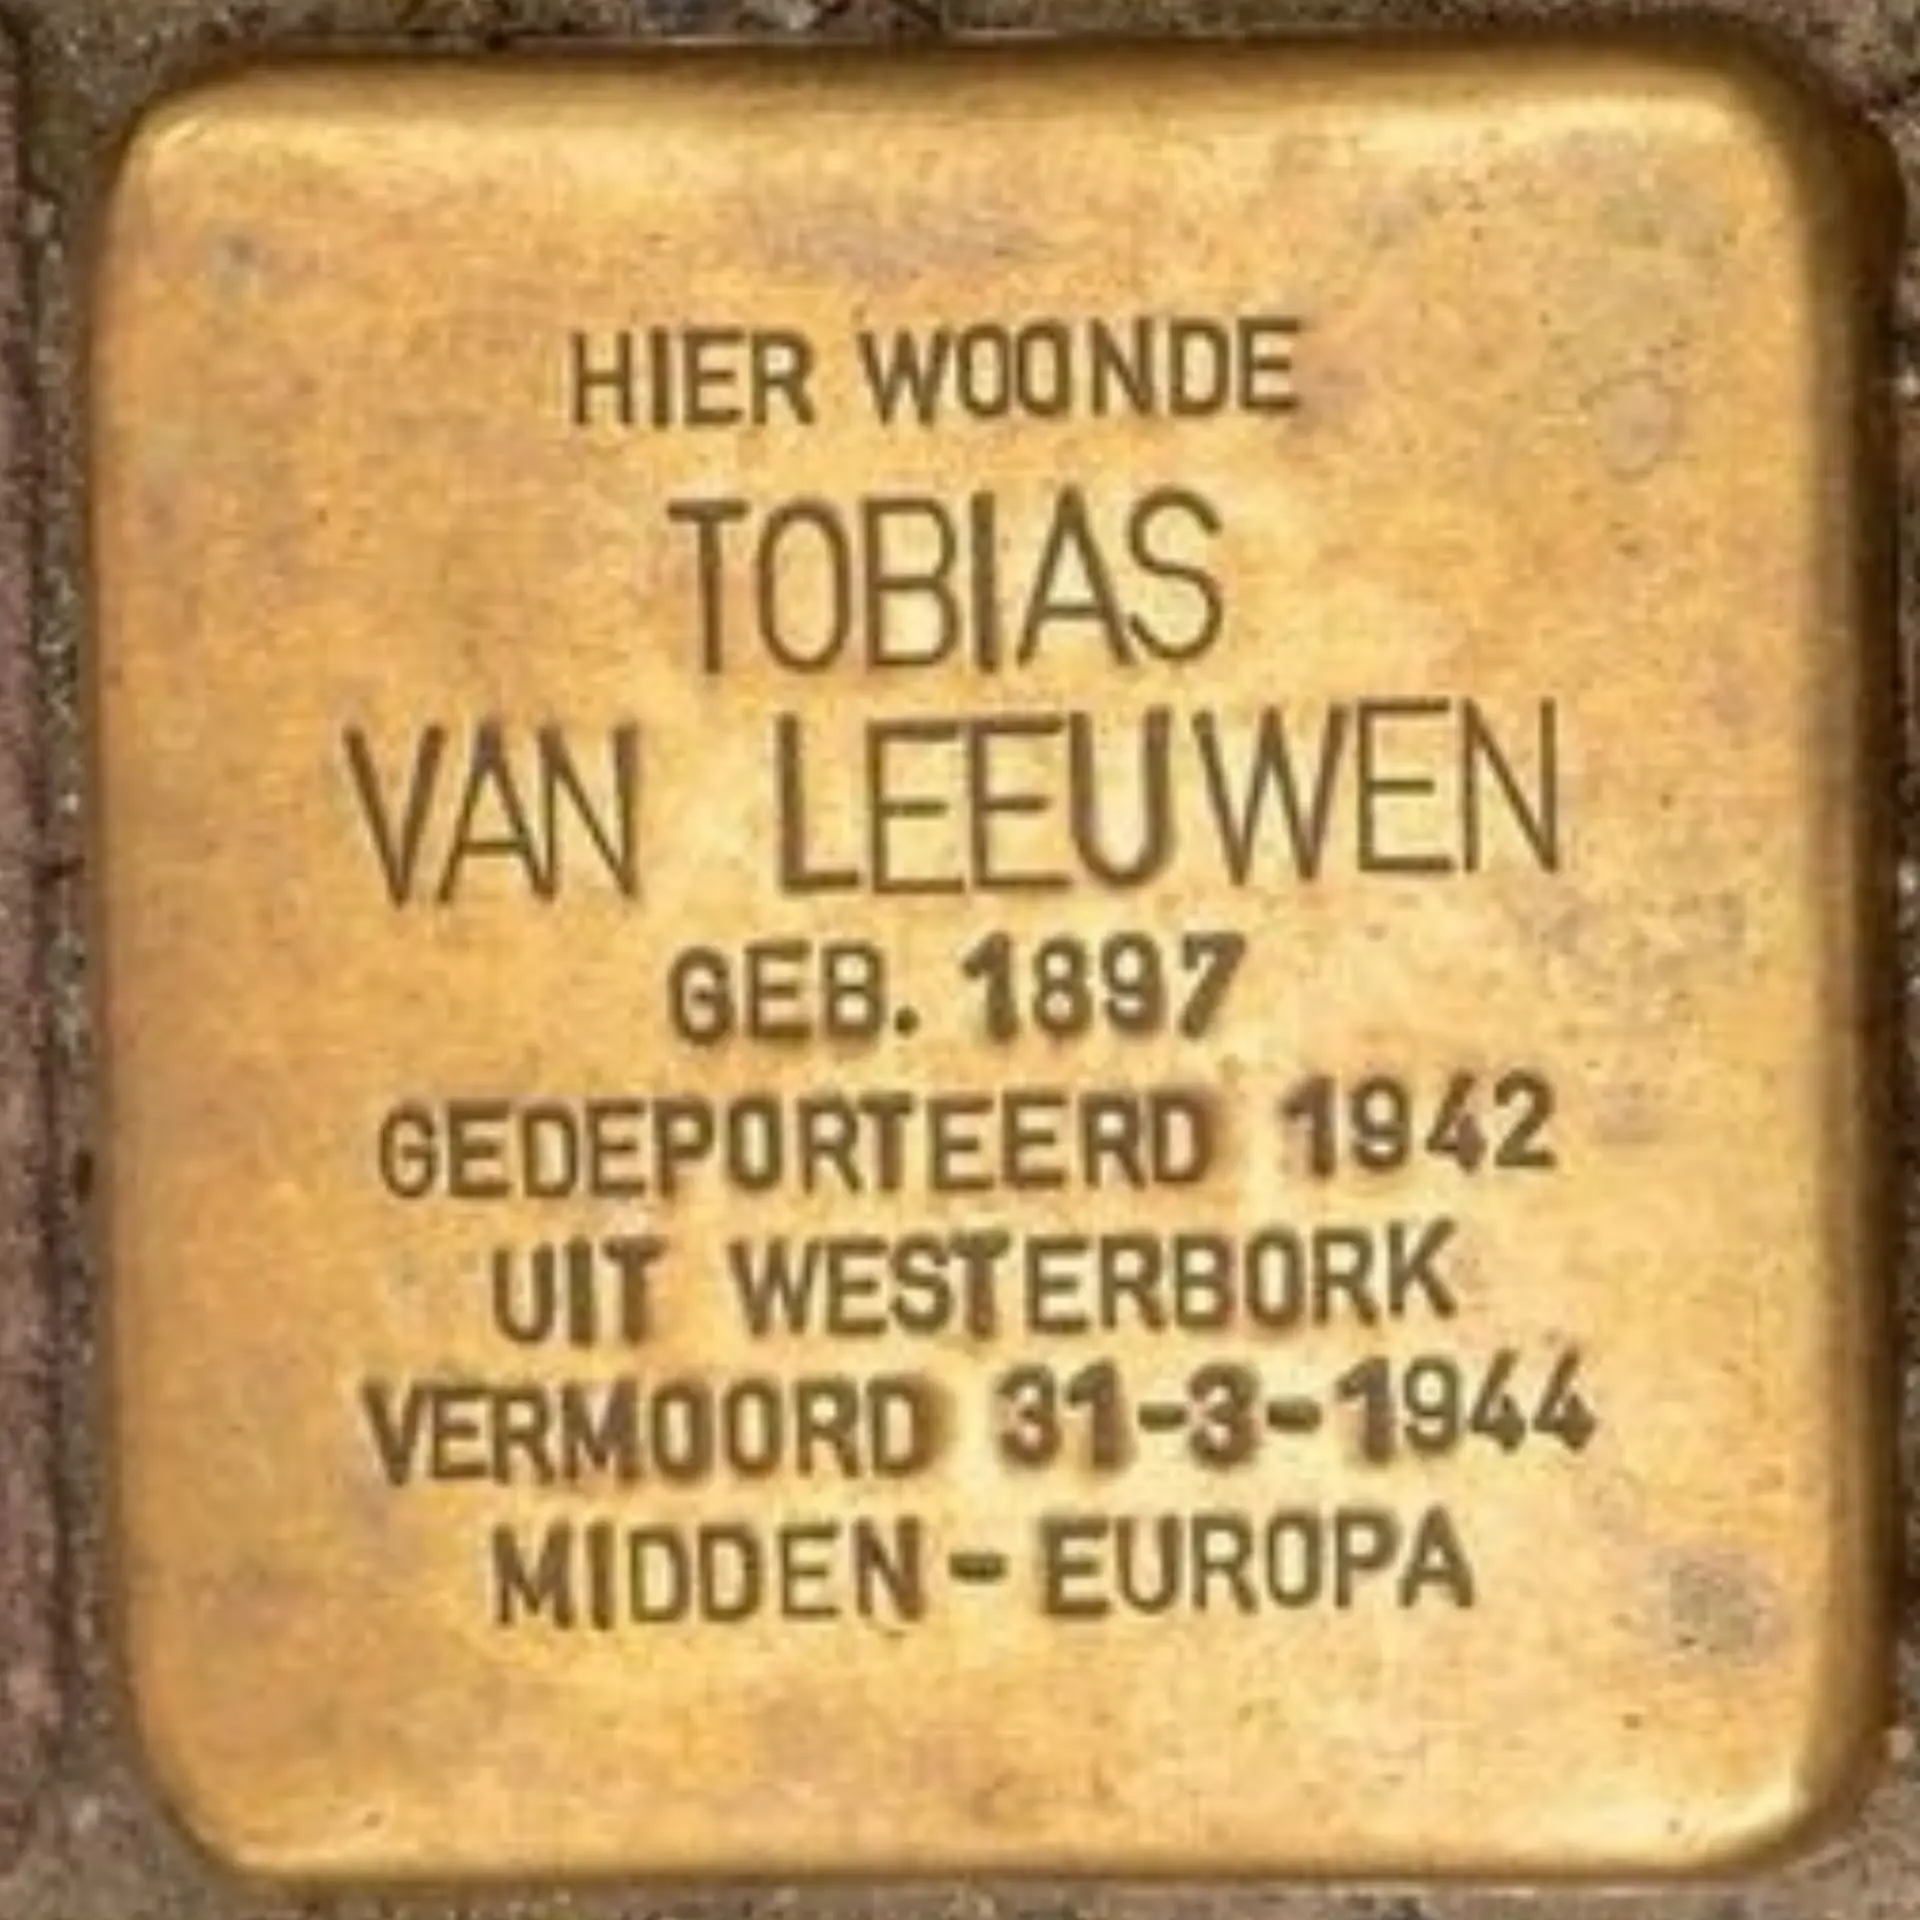 HIER WOONDE
TOBIAS
VAN LEEUWEN
GEB. 1897
GEDEPORTEERD 1942
UIT WESTERBORK
VERMOORD 31-3-1944
MIDDEN-EUROPA